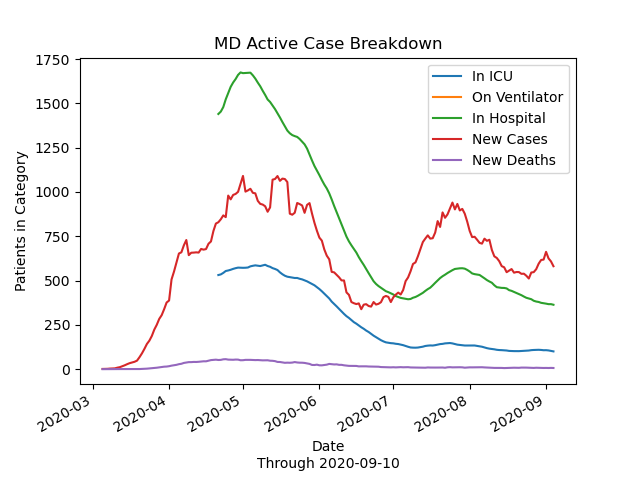 MD Active Case Breakdown
Patients in Category
1750
1500
1250
1000
750
500
250
0
In ICU
On Ventilator
In Hospital
New Cases
New Deaths
2020-03
2020-04
2020-05
2020-06
2020-07
2020-08
2020-09
Date
Through 2020-09-10